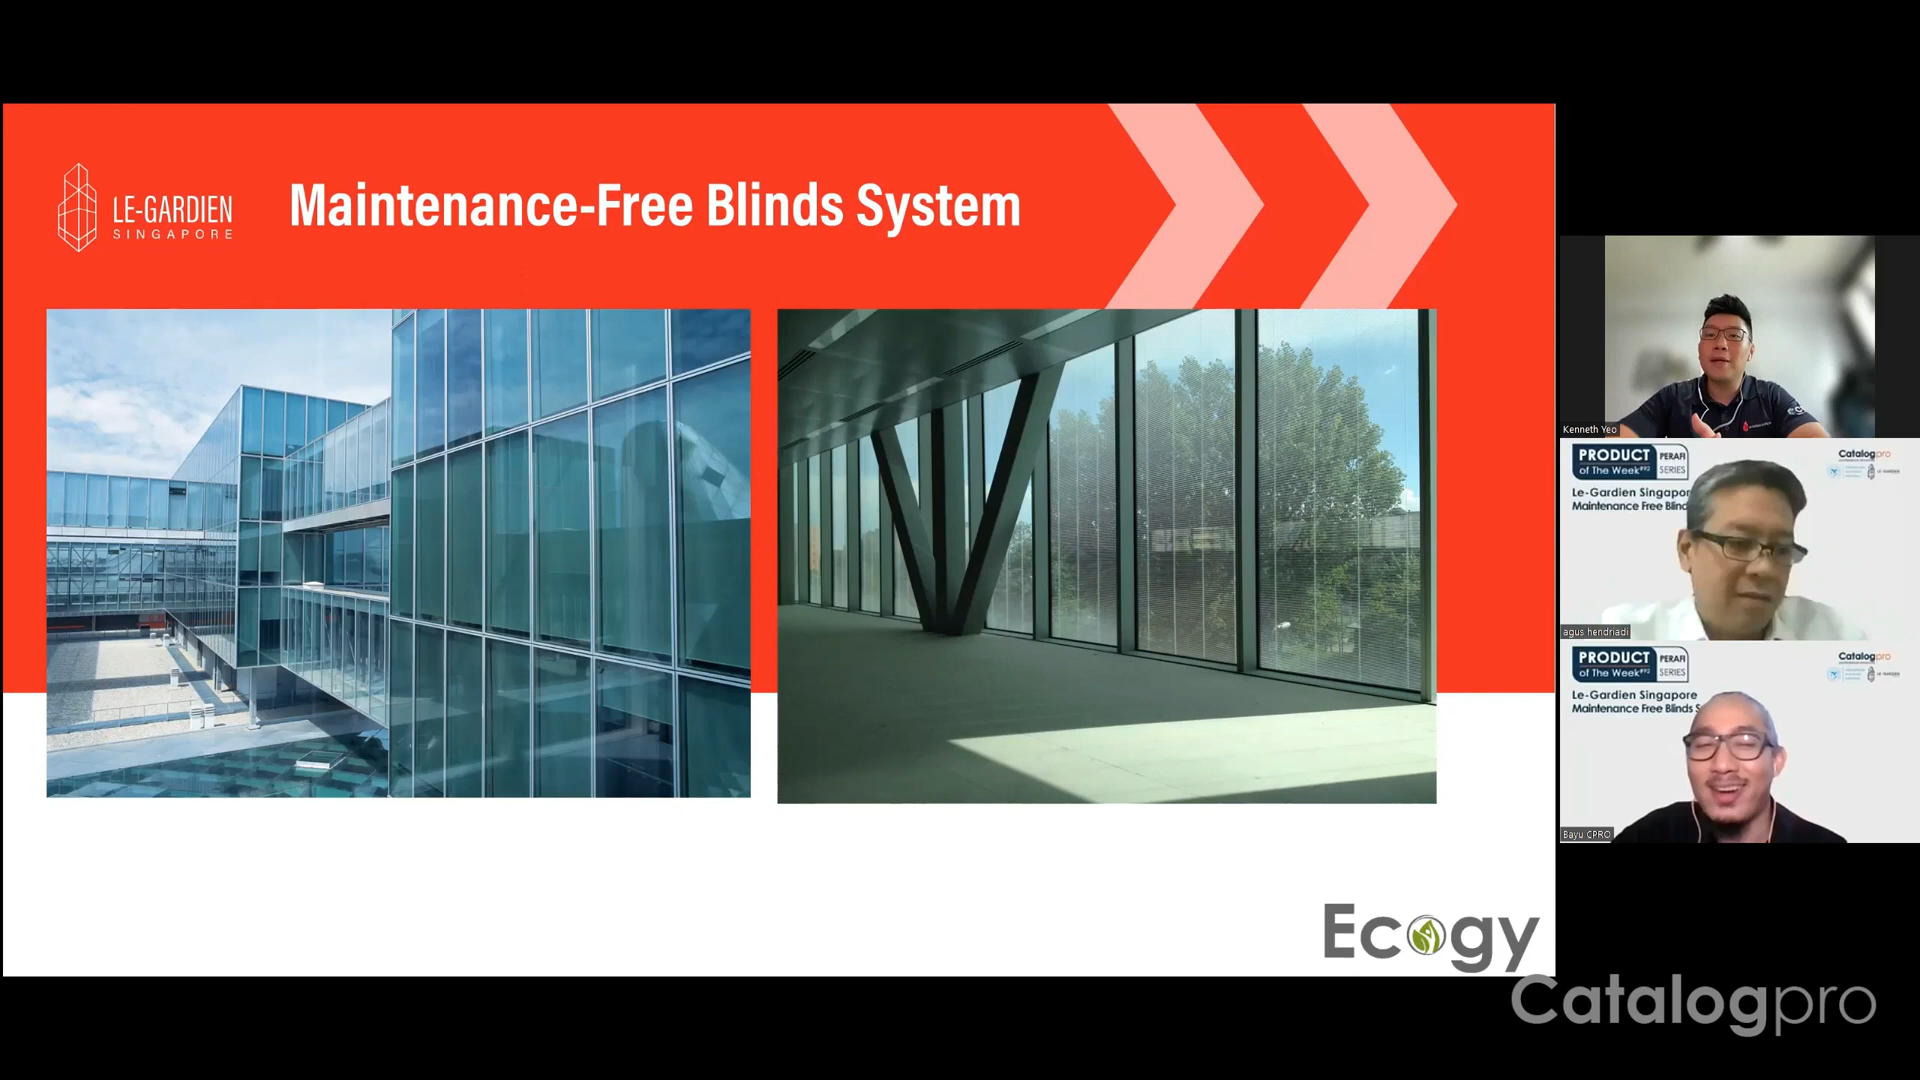 LE-GARDIEN
SINGAPORE
Maintenance-Free Blinds System
Ecogy
Catalogpro
Kenneth Yeo
PRODUCT
of The Week#92
PERAFI
SERIES
Catalogpro
Le-Gardien Singapor
Maintenance Free Blind
agus hendriadi
PRODUCT
of The Week#92
PERAFI
SERIES
Catalogpro
Le-Gardien Singapore
Maintenance Free Blinds S
Bayu CPRO